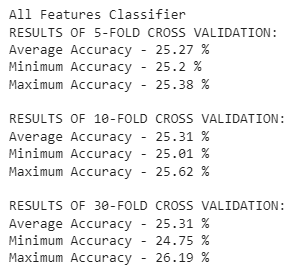 All Features Classifier
RESULTS OF 5-FOLD CROSS VALIDATION:
Average Accuracy - 25.27 %
Minimum Accuracy - 25.2 %
Maximum Accuracy - 25.38 %
RESULTS OF 10-FOLD CROSS VALIDATION:
Average Accuracy - 25.31 %
Minimum Accuracy - 25.01 %
Maximum Accuracy - 25.62 %
RESULTS OF 30-FOLD CROSS VALIDATION:
Average Accuracy - 25.31 %
Minimum Accuracy - 24.75 %
Maximum Accuracy - 26.19 %